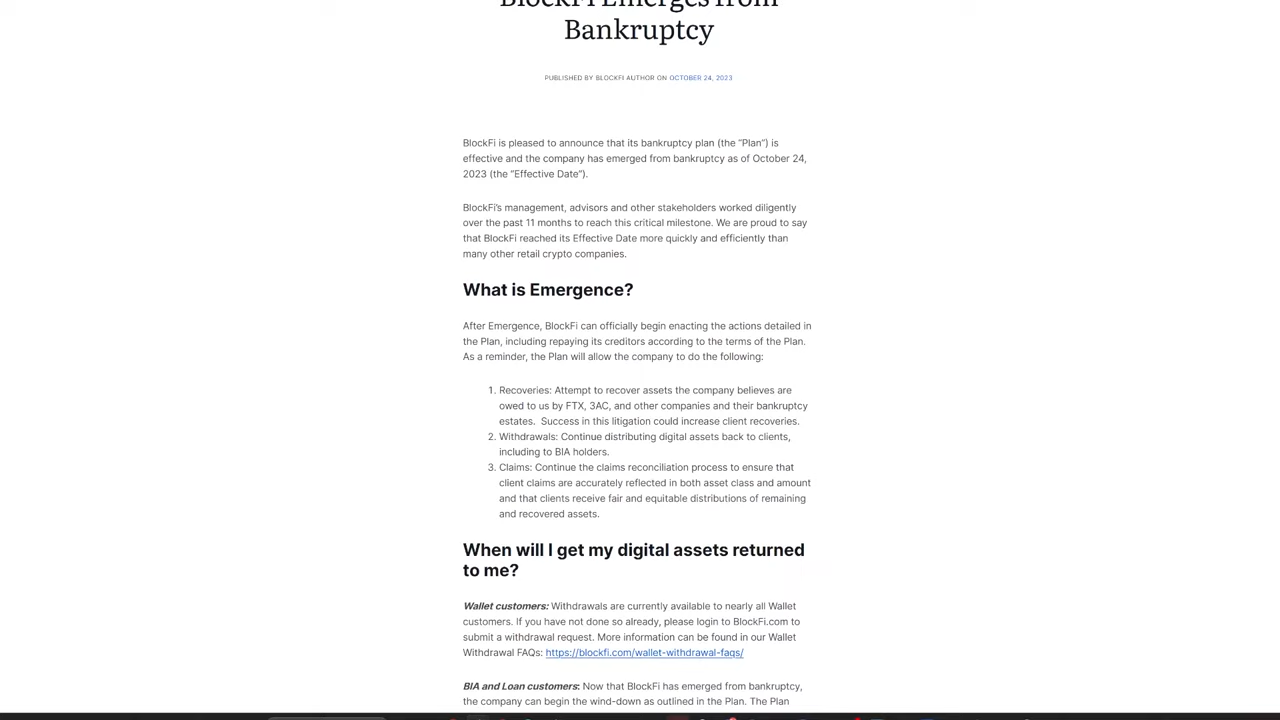 BlockFi Emerges from
Bankruptcy
PUBLISHED BY BLOCKFI AUTHOR ON OCTOBER 24, 2023
BlockFi is pleased to announce that its bankruptcy plan (the “Plan”) is
effective and the company has emerged from bankruptcy as of October 24,
2023 (the “Effective Date”).
BlockFi’s management, advisors and other stakeholders worked diligently
over the past 11 months to reach this critical milestone. We are proud to say
that BlockFi reached its Effective Date more quickly and efficiently than
many other retail crypto companies.
What is Emergence?
After Emergence, BlockFi can officially begin enacting the actions detailed in
the Plan, including repaying its creditors according to the terms of the Plan.
As a reminder, the Plan will allow the company to do the following:
1. Recoveries: Attempt to recover assets the company believes are
owed to us by FTX, 3AC, and other companies and their bankruptcy
estates.  Success in this litigation could increase client recoveries.
2. Withdrawals: Continue distributing digital assets back to clients,
including to BIA holders.
3. Claims: Continue the claims reconciliation process to ensure that
client claims are accurately reflected in both asset class and amount
and that clients receive fair and equitable distributions of remaining
and recovered assets.
When will I get my digital assets returned
to me?
Wallet customers: Withdrawals are currently available to nearly all Wallet
customers. If you have not done so already, please login to BlockFi.com to
submit a withdrawal request. More information can be found in our Wallet
Withdrawal FAQs: https://blockfi.com/wallet-withdrawal-faqs/
BIA and Loan customers: Now that BlockFi has emerged from bankruptcy,
the company can begin the wind-down as outlined in the Plan. The Plan